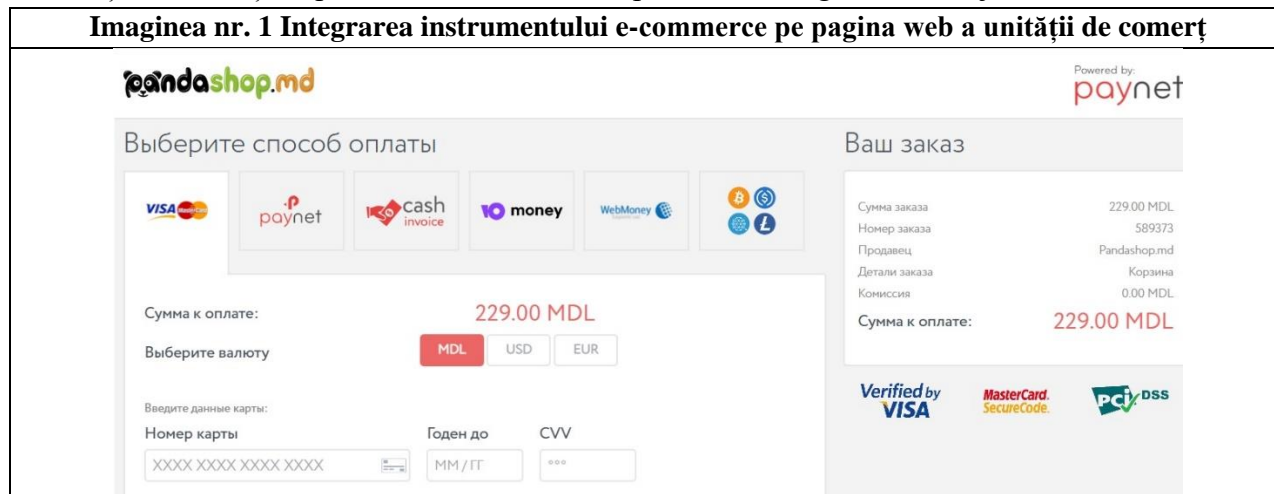 Imaginea nr. 1 Integrarea instrumentului e-commerce pe pagina web a unității de comerț
pandashop.md
Powered by:
paynet
Выберите способ оплаты
Ваш заказ
VISA MasterCard
paynet
cash
invoice
money
WebMoney
Сумма заказа 229.00 MDL
Номер заказа 589373
Продавец Pandashop.md
Детали заказа Корзина
Комиссия 0.00 MDL
Сумма к оплате: 229.00 MDL
Сумма к оплате: 229.00 MDL
Выберите валюту MDL USD EUR
Verified by
VISA
MasterCard.
SecureCode.
PCI DSS
Введите данные карты:
Номер карты Годен до CVV
XXXX XXXX XXXX XXXX MM/ГГ °°°